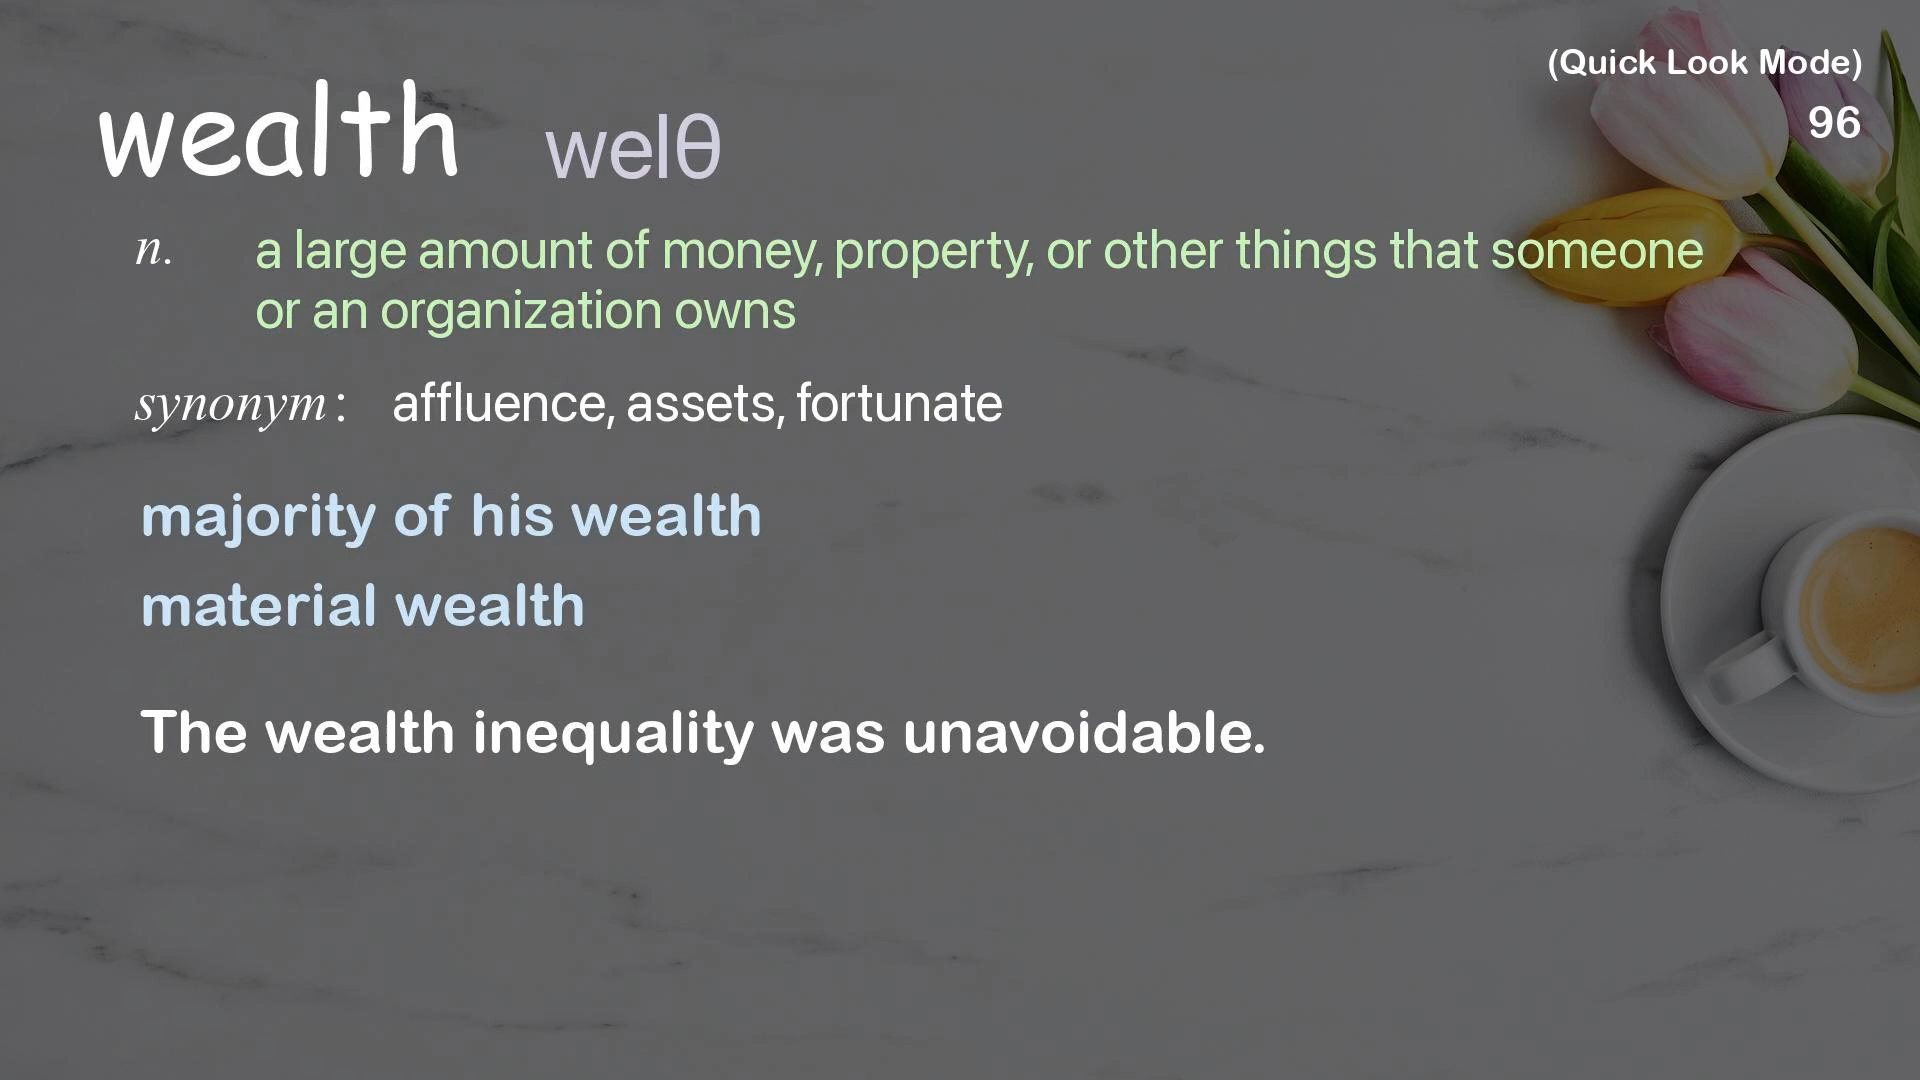 (Quick Look Mode)
96
wealth welθ
n. a large amount of money, property, or other things that someone
or an organization owns
synonym: affluence, assets, fortunate
majority of his wealth
material wealth
The wealth inequality was unavoidable.